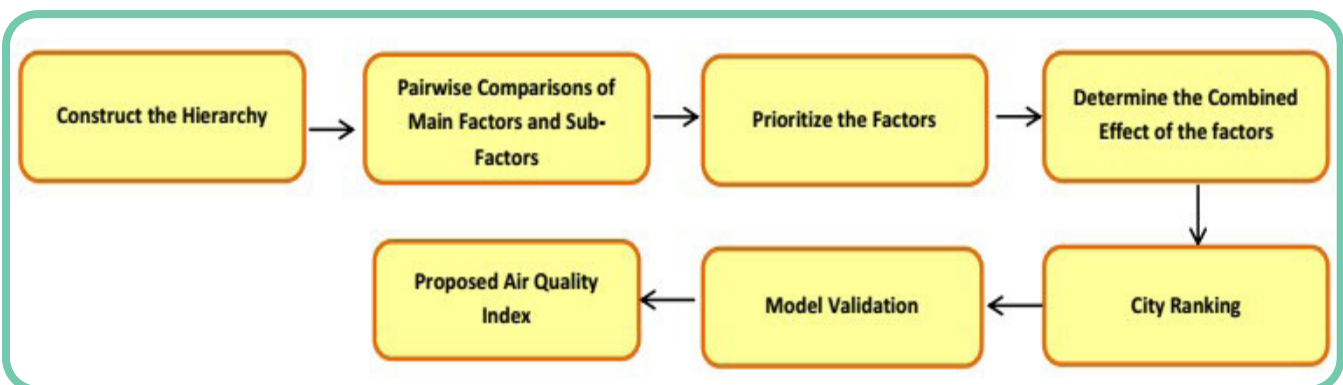 Construct the Hierarchy
Pairwise Comparisons of
Main Factors and Sub-
Factors
Prioritize the Factors
Determine the Combined
Effect of the factors
City Ranking
Model Validation
Proposed Air Quality
Index